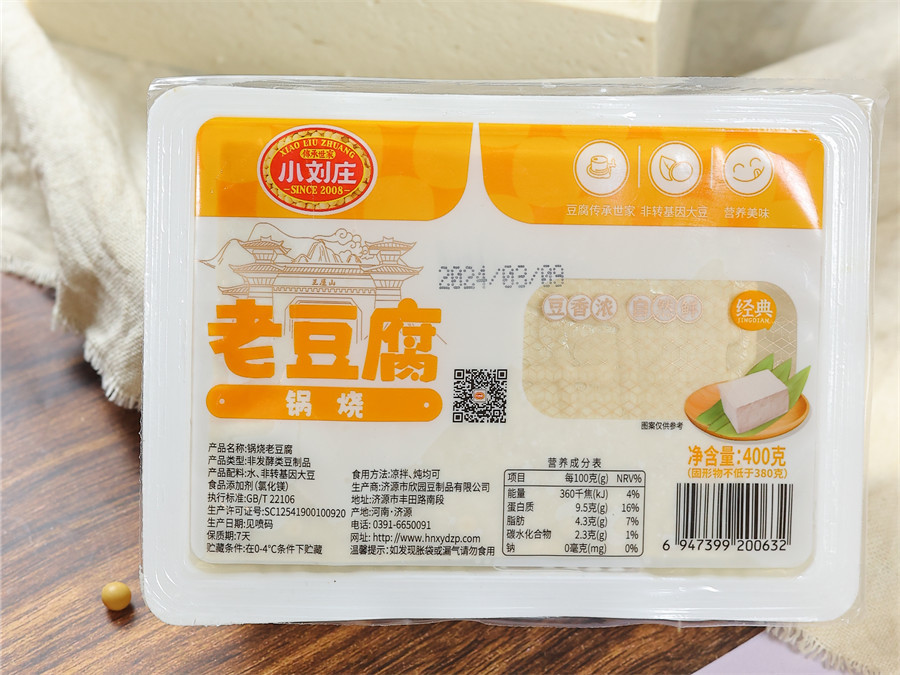 XIAO LIU ZHUANG
传承世家
小刘庄
SINCE 2008
豆腐传承世家 非转基因大豆 营养美味
2024/03/09
王屋山
老豆腐
锅 烧
豆香浓
经典
JINGDIAN
图案仅供参考
净含量:400克
(固形物不低于380克)
产品名称:锅烧老豆腐
产品类型:非发酵类豆制品
产品配料:水、非转基因大豆
食品添加剂(氯化镁)
执行标准:GB/T 22106
生产许可证号:SC12541900100920
生产日期:见喷码
保质期:7天
贮藏条件:在0-4℃条件下贮藏
食用方法:凉拌、炖均可
生产商:济源市欣园豆制品有限公司
地址:济源市丰田路南段
产地:河南·济源
电话: 0391-6650091
网址: http://www.hnxydzp.com
温馨提示:如发现胀袋或漏气请勿食用
营养成分表
项目 每100克(g) NRV%
能量 360千焦(kJ) 4%
蛋白质 9.5克(g) 16%
脂肪 4.3克(g) 7%
碳水化合物 2.3克(g) 1%
钠 0毫克(mg) 0%
6 947399 200632